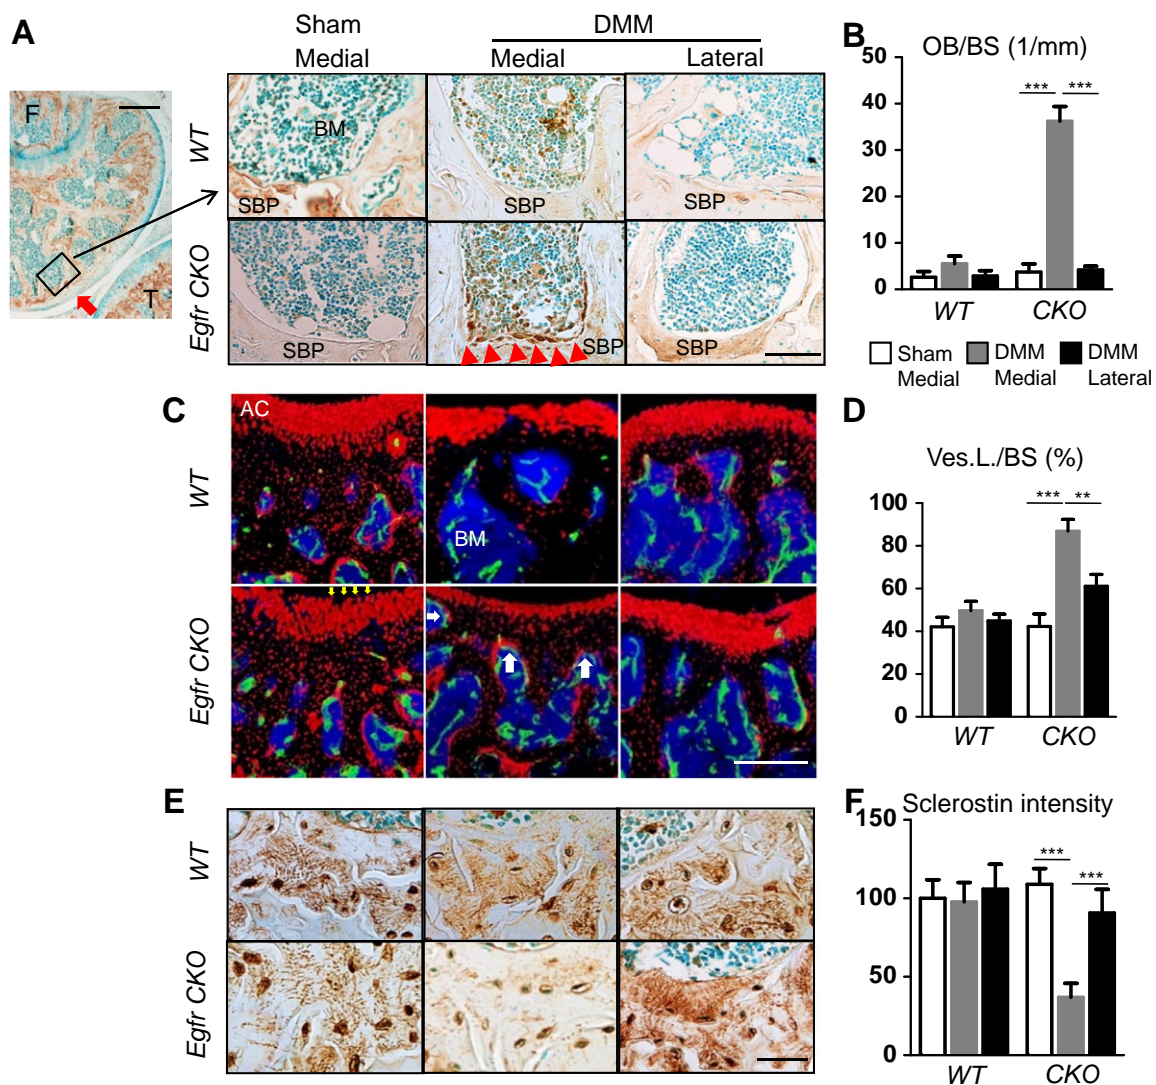 A
Sham
DMM
Medial
Medial
Lateral
F
T
WT
BM
SBP
SBP
SBP
Egfr CKO
SBP
SBP
SBP
B
OB/BS (1/mm)
50
40
30
20
10
0
***
***
WT
CKO
Sham Medial
DMM Medial
DMM Lateral
C
AC
WT
BM
Egfr CKO
D
Ves.L./BS (%)
100
80
60
40
20
0
***
**
WT
CKO
E
WT
Egfr CKO
F
Sclerostin intensity
150
100
50
0
***
***
WT
CKO